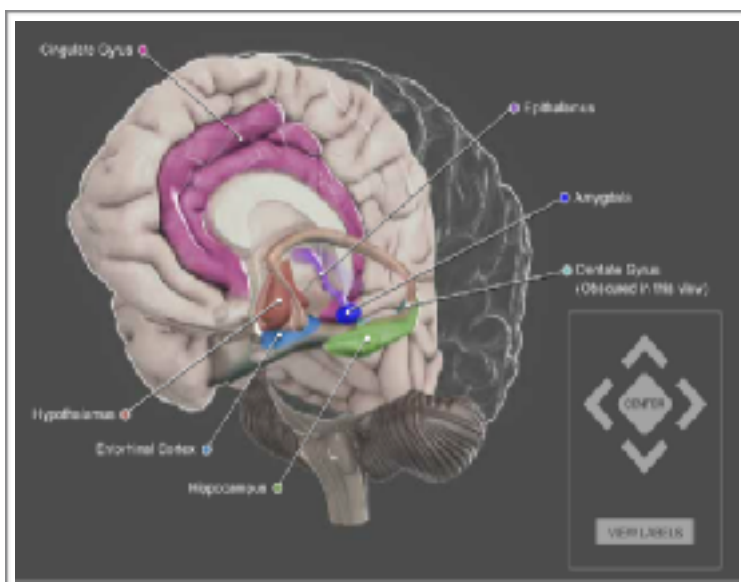 Cingulate Gyrus
Epithalamus
Amygdala
Dentate Gyrus
(Obscured in this view)
Hypothalamus
Entorhinal Cortex
Hippocampus
CENTER
VIEW LABELS